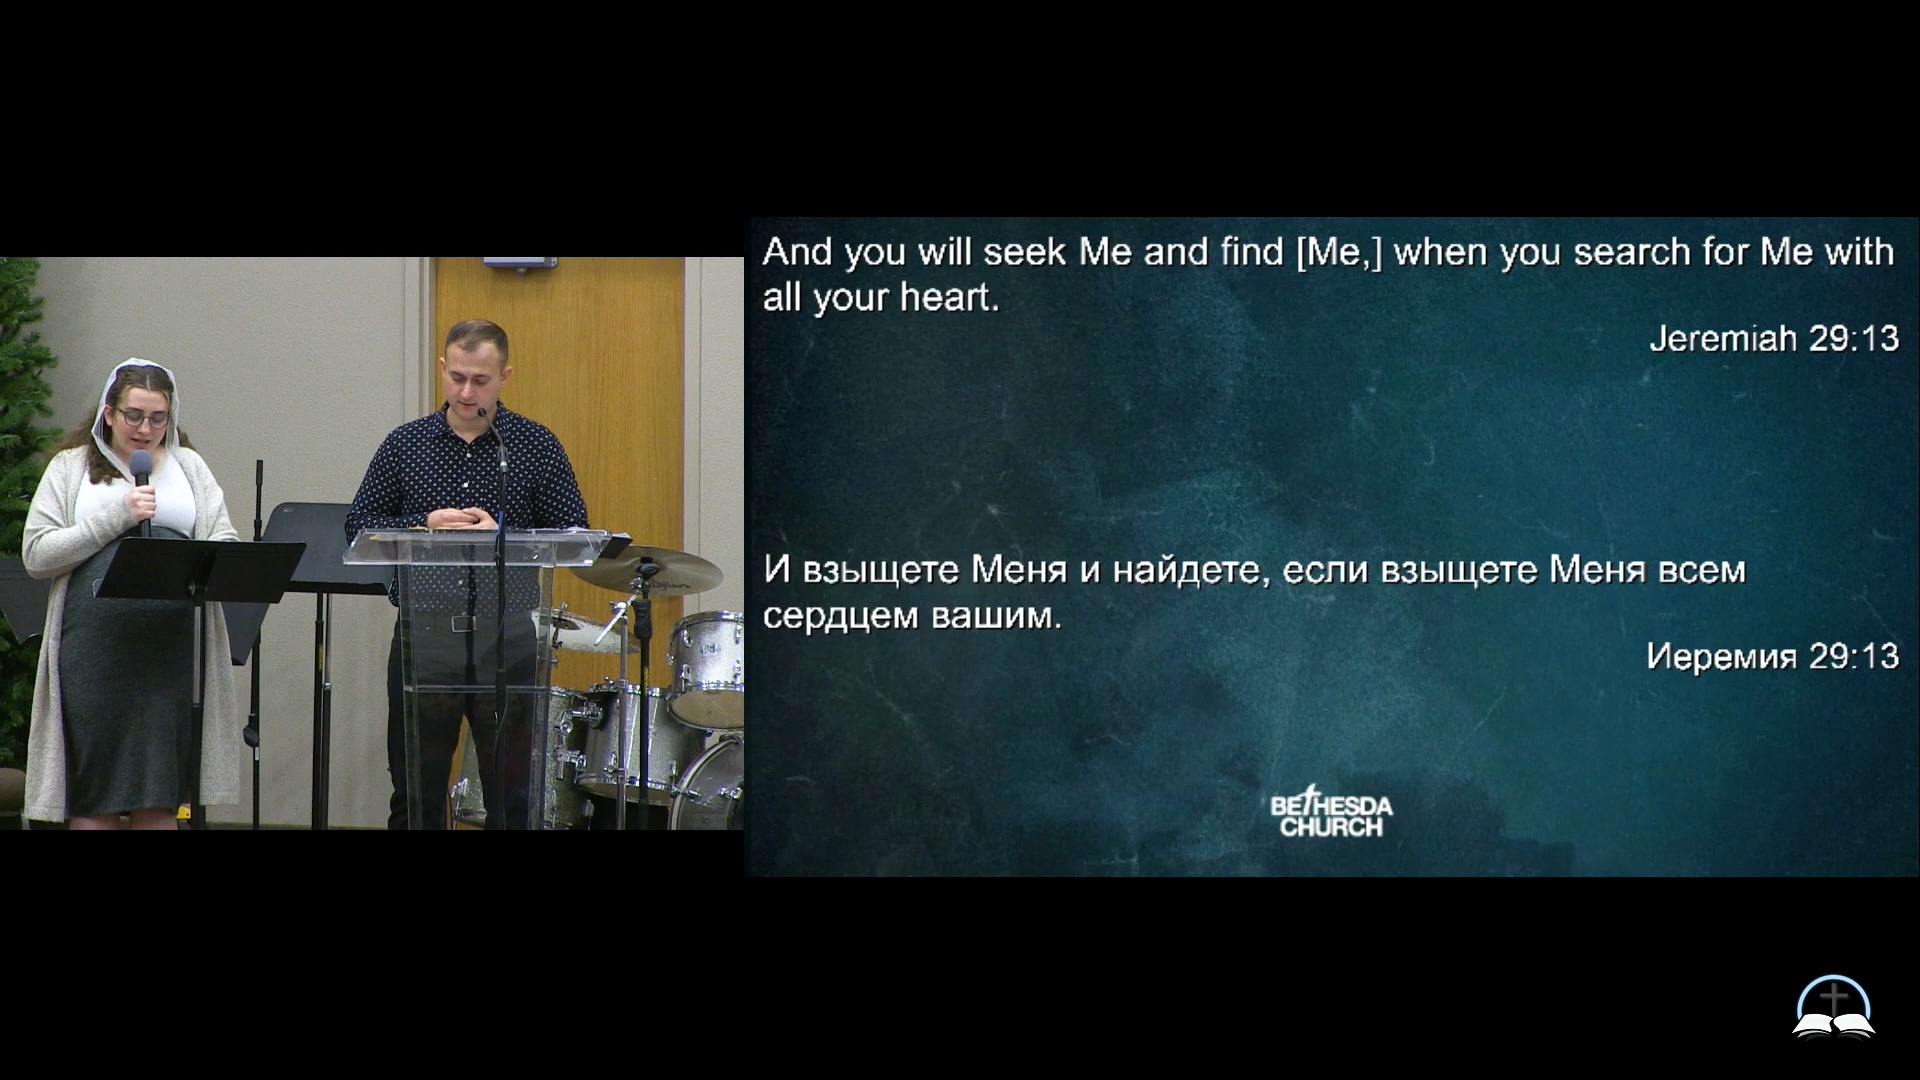 And you will seek Me and find [Me,] when you search for Me with
all your heart.
Jeremiah 29:13
И взыщете Меня и найдете, если взыщете Меня всем
сердцем вашим.
Иеремия 29:13
BETHESDA
CHURCH